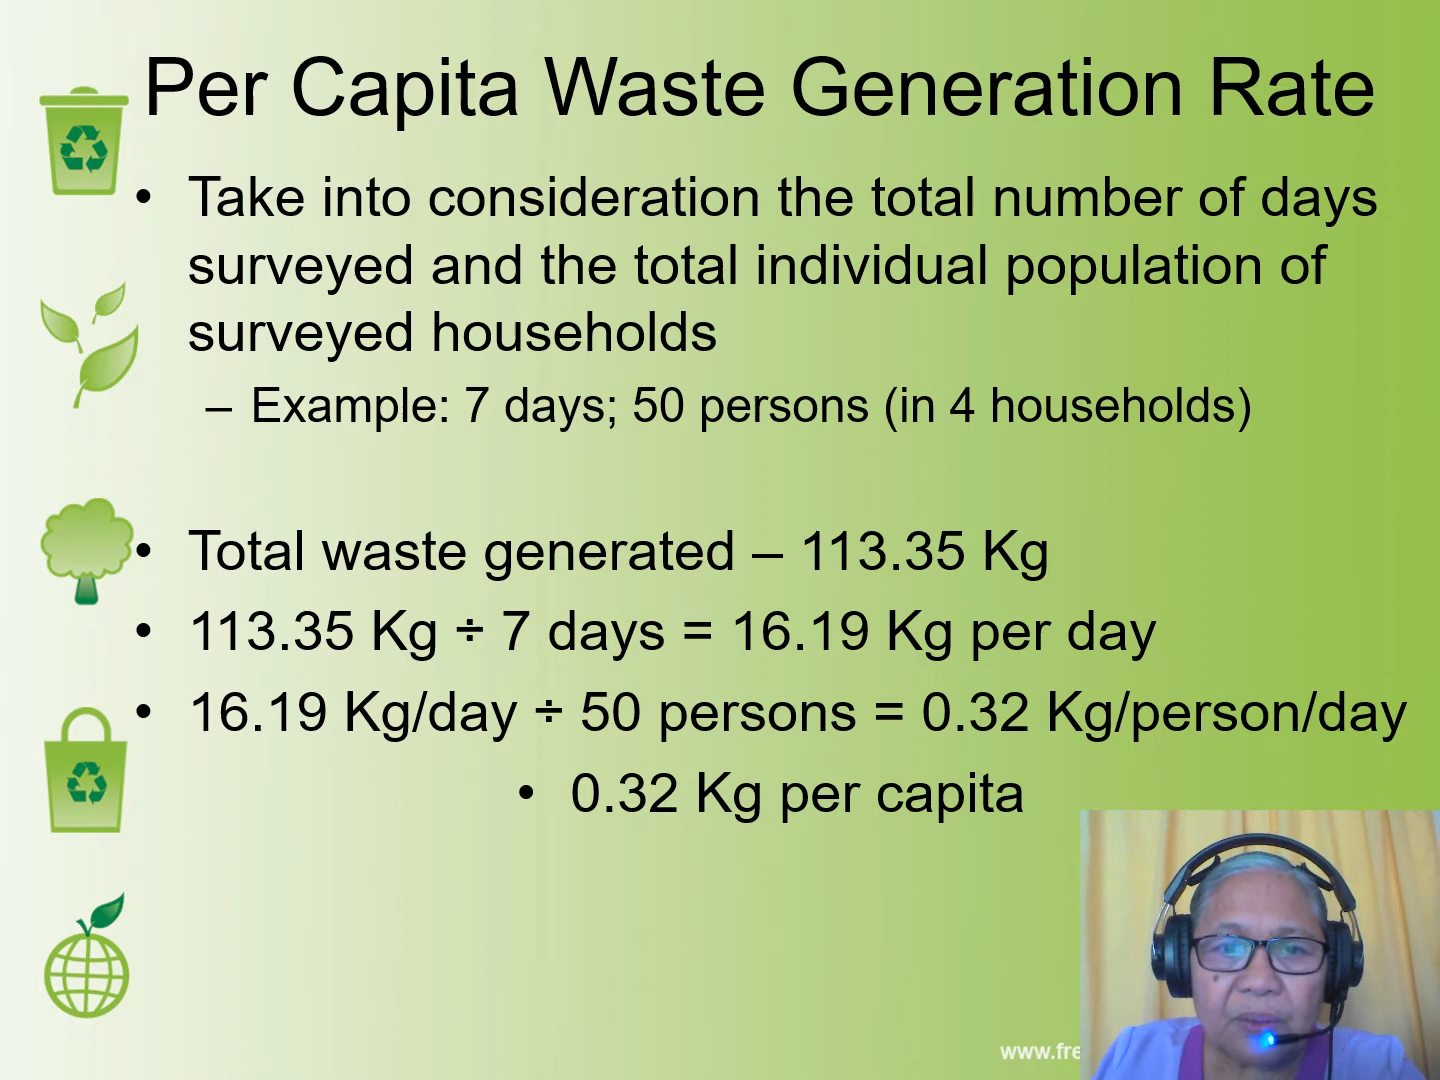 Per Capita Waste Generation Rate
• Take into consideration the total number of days
surveyed and the total individual population of
surveyed households
– Example: 7 days; 50 persons (in 4 households)
• Total waste generated – 113.35 Kg
• 113.35 Kg ÷ 7 days = 16.19 Kg per day
• 16.19 Kg/day ÷ 50 persons = 0.32 Kg/person/day
• 0.32 Kg per capita
www.fre